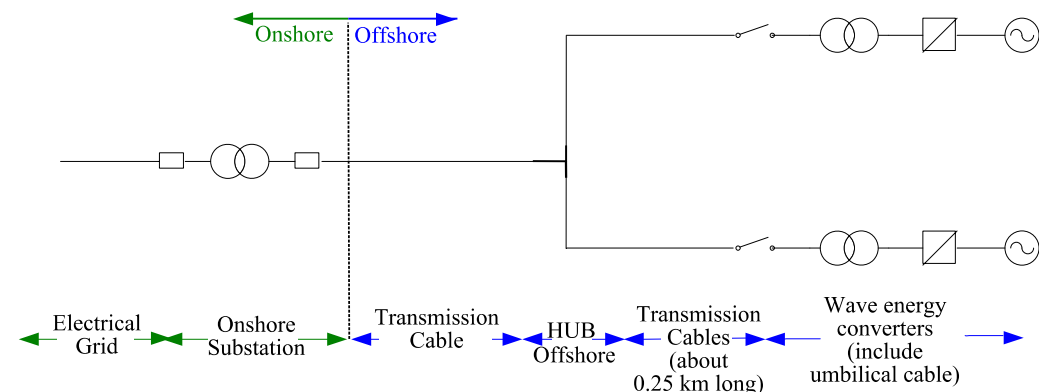 Onshore
Offshore
Electrical
Grid
Onshore
Substation
Transmission
Cable
HUB
Offshore
Transmission
Cables
(about
0.25 km long)
Wave energy
converters
(include
umbilical cable)